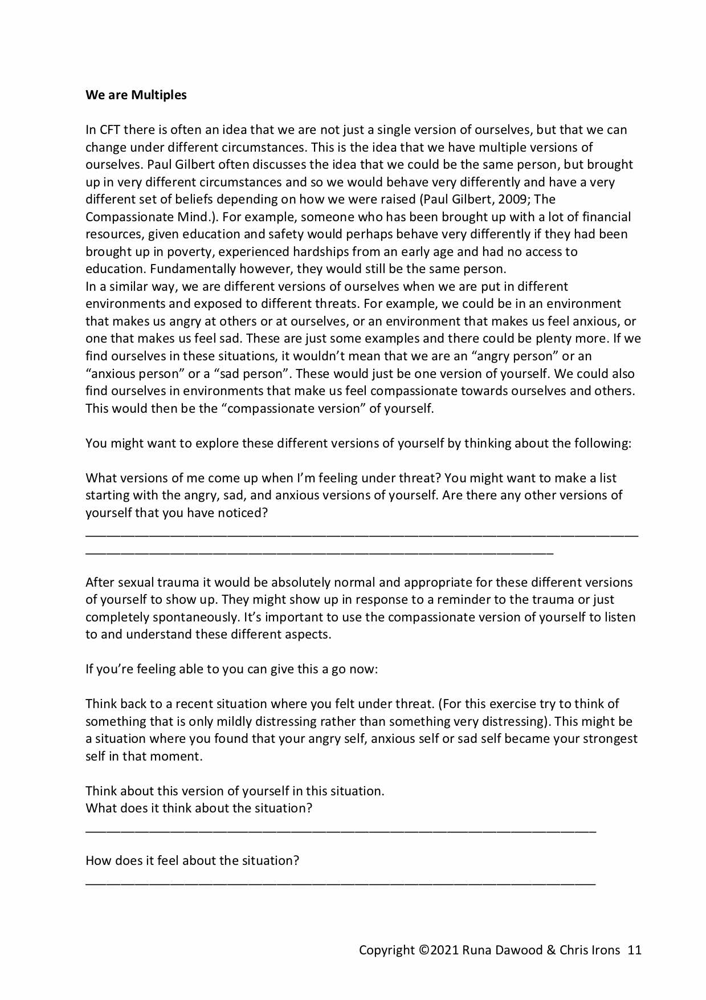 We are Multiples
In CFT there is often an idea that we are not just a single version of ourselves, but that we can
change under different circumstances. This is the idea that we have multiple versions of
ourselves. Paul Gilbert often discusses the idea that we could be the same person, but brought
up in very different circumstances and so we would behave very differently and have a very
different set of beliefs depending on how we were raised (Paul Gilbert, 2009; The
Compassionate Mind.). For example, someone who has been brought up with a lot of financial
resources, given education and safety would perhaps behave very differently if they had been
brought up in poverty, experienced hardships from an early age and had no access to
education. Fundamentally however, they would still be the same person.
In a similar way, we are different versions of ourselves when we are put in different
environments and exposed to different threats. For example, we could be in an environment
that makes us angry at others or at ourselves, or an environment that makes us feel anxious, or
one that makes us feel sad. These are just some examples and there could be plenty more. If we
find ourselves in these situations, it wouldn’t mean that we are an “angry person” or an
“anxious person” or a “sad person”. These would just be one version of yourself. We could also
find ourselves in environments that make us feel compassionate towards ourselves and others.
This would then be the “compassionate version” of yourself.
You might want to explore these different versions of yourself by thinking about the following:
What versions of me come up when I’m feeling under threat? You might want to make a list
starting with the angry, sad, and anxious versions of yourself. Are there any other versions of
yourself that you have noticed?
After sexual trauma it would be absolutely normal and appropriate for these different versions
of yourself to show up. They might show up in response to a reminder to the trauma or just
completely spontaneously. It’s important to use the compassionate version of yourself to listen
to and understand these different aspects.
If you’re feeling able to you can give this a go now:
Think back to a recent situation where you felt under threat. (For this exercise try to think of
something that is only mildly distressing rather than something very distressing). This might be
a situation where you found that your angry self, anxious self or sad self became your strongest
self in that moment.
Think about this version of yourself in this situation.
What does it think about the situation?
How does it feel about the situation?
Copyright ©2021 Runa Dawood & Chris Irons 11